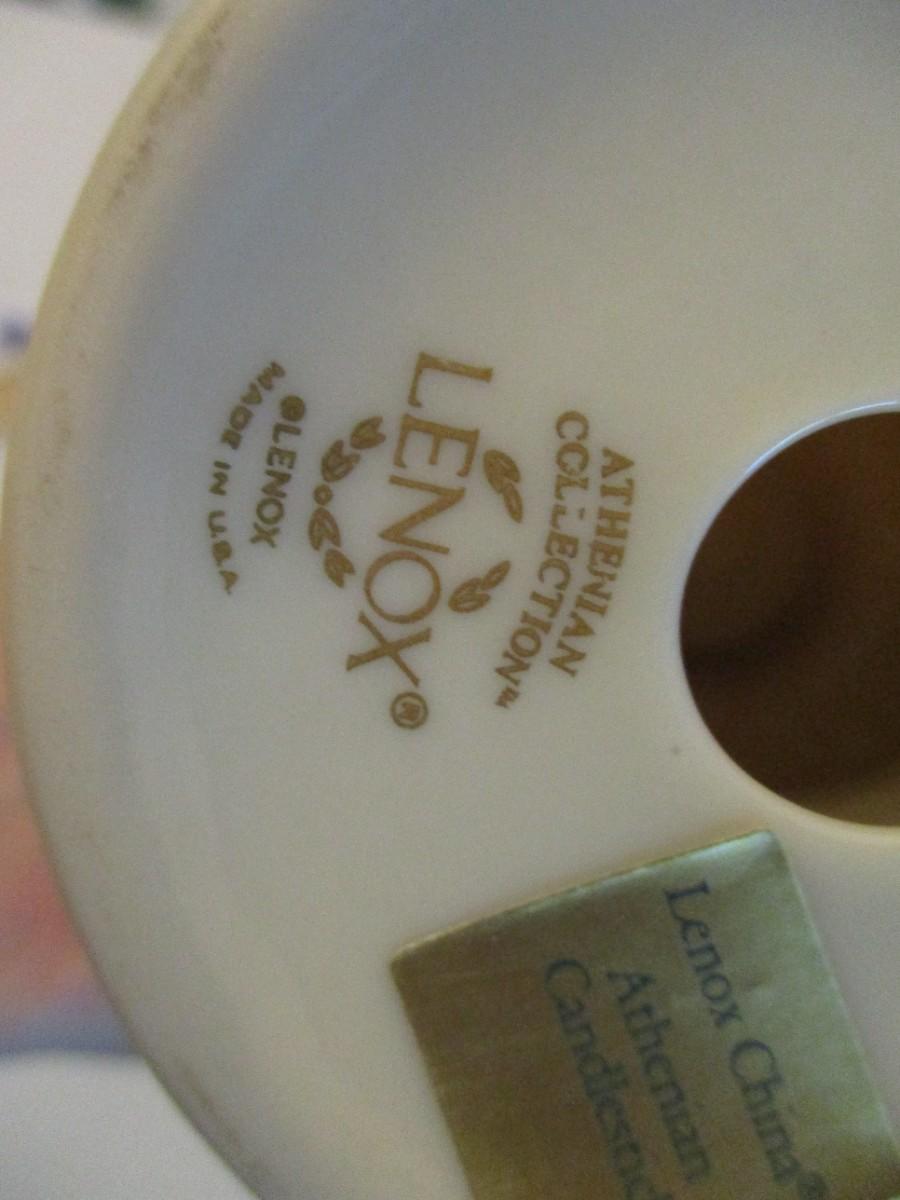 ATHENIAN
COLLECTION™
LENOX®
©LENOX
MADE IN U.S.A
Lenox China®
Athenian